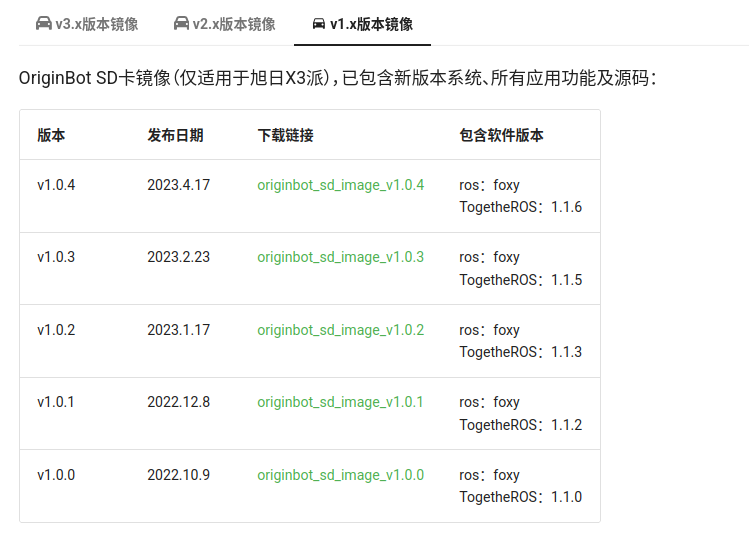 v3.x版本镜像 v2.x版本镜像 v1.x版本镜像
OriginBot SD卡镜像（仅适用于旭日X3派），已包含新版本系统、所有应用功能及源码：
版本 发布日期 下载链接 包含软件版本
v1.0.4 2023.4.17 originbot_sd_image_v1.0.4 ros：foxy
TogetheROS：1.1.6
v1.0.3 2023.2.23 originbot_sd_image_v1.0.3 ros：foxy
TogetheROS：1.1.5
v1.0.2 2023.1.17 originbot_sd_image_v1.0.2 ros：foxy
TogetheROS：1.1.3
v1.0.1 2022.12.8 originbot_sd_image_v1.0.1 ros：foxy
TogetheROS：1.1.2
v1.0.0 2022.10.9 originbot_sd_image_v1.0.0 ros：foxy
TogetheROS：1.1.0